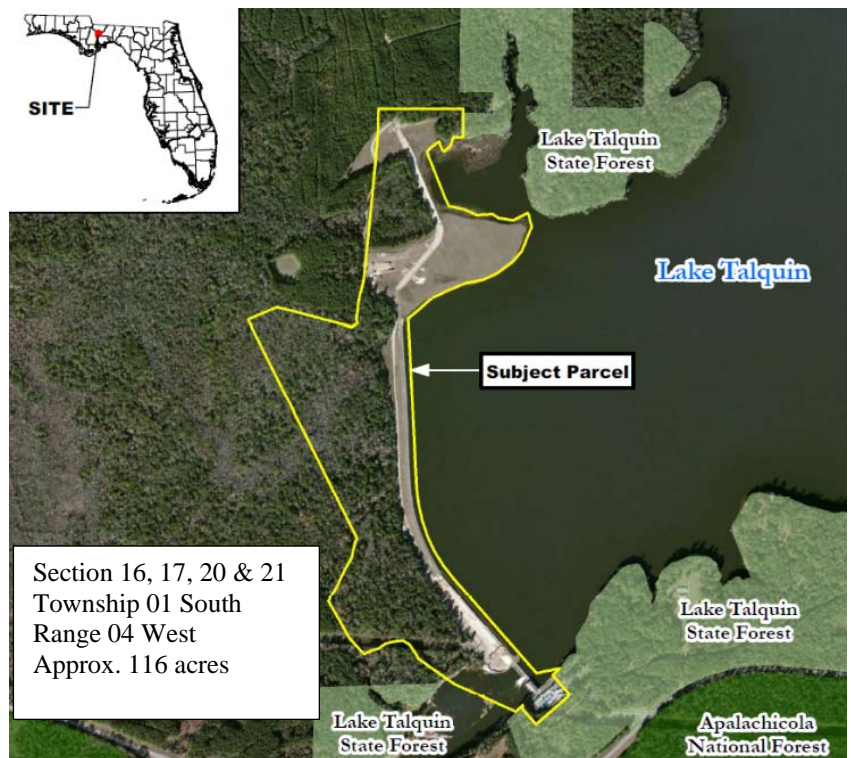 SITE
Lake Talquin
State Forest
Lake Talquin
Subject Parcel
Section 16, 17, 20 & 21
Township 01 South
Range 04 West
Approx. 116 acres
Lake Talquin
State Forest
Lake Talquin
State Forest
Apalachicola
National Forest